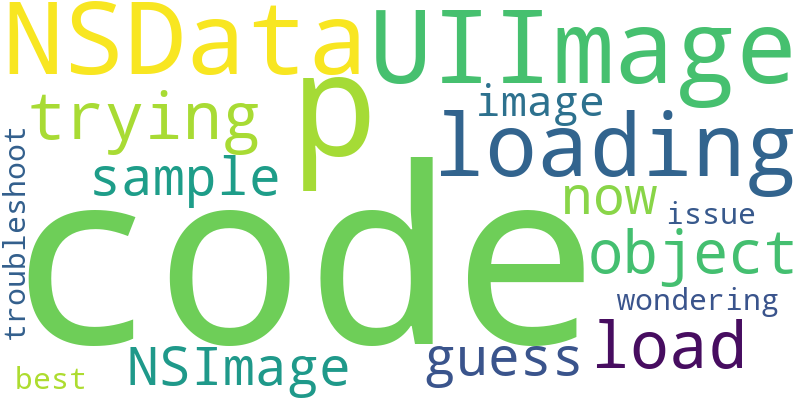 NSData
UIImage
p
trying
image
loading
sample
now
issue
troubleshoot
code
object
wondering
load
NSImage
guess
best